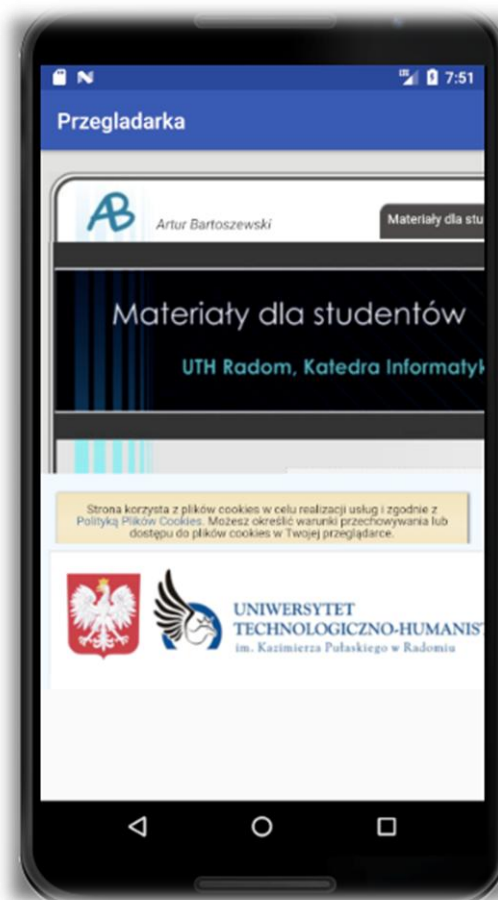 LTE 7:51
Przegladarka
AB
Artur Bartoszewski
Materiały dla stu
Materiały dla studentów
UTH Radom, Katedra Informatyk
Strona korzysta z plików cookies w celu realizacji usług i zgodnie z
Polityką Plików Cookies. Możesz określić warunki przechowywania lub
dostępu do plików cookies w Twojej przeglądarce.
UNIWERSYTET
TECHNOLOGICZNO-HUMANIS
im. Kazimierza Pułaskiego w Radomiu